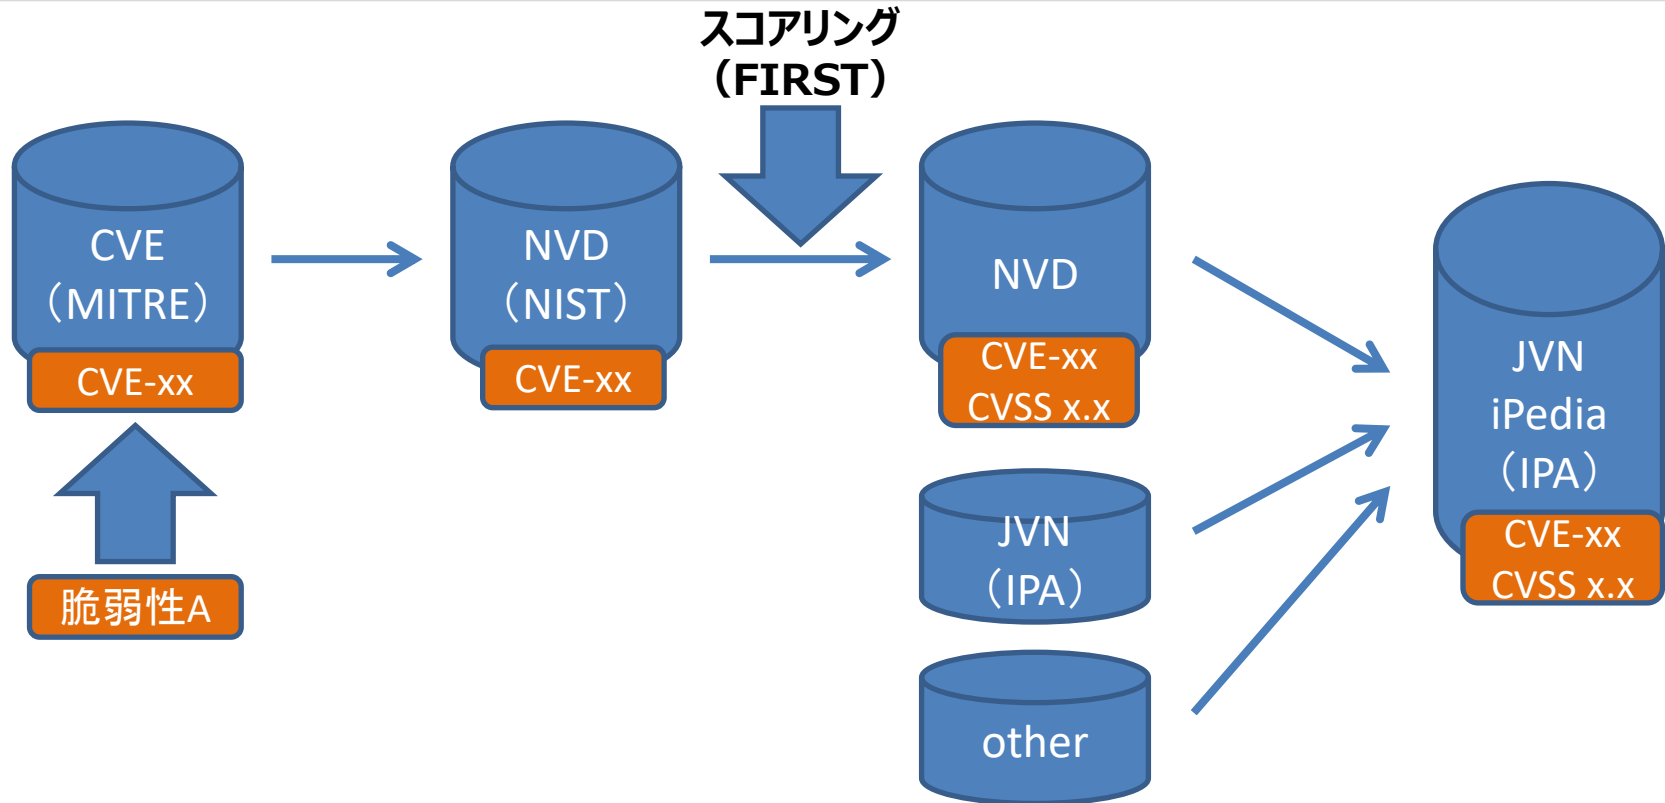 スコアリング
（FIRST）
CVE
（MITRE）
CVE-xx
脆弱性A
NVD
（NIST）
CVE-xx
NVD
CVE-xx
CVSS x.x
JVN
（IPA）
other
JVN
iPedia
（IPA）
CVE-xx
CVSS x.x